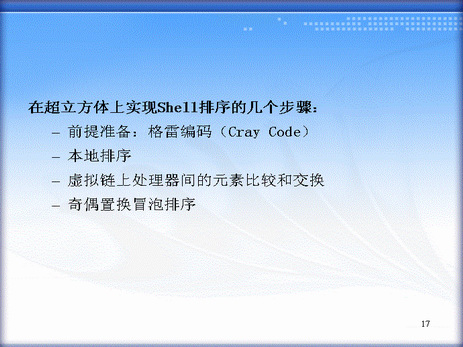 在超立方体上实现Shell排序的几个步骤：
– 前提准备：格雷编码（Cray Code）
– 本地排序
– 虚拟链上处理器间的元素比较和交换
– 奇偶置换冒泡排序
17